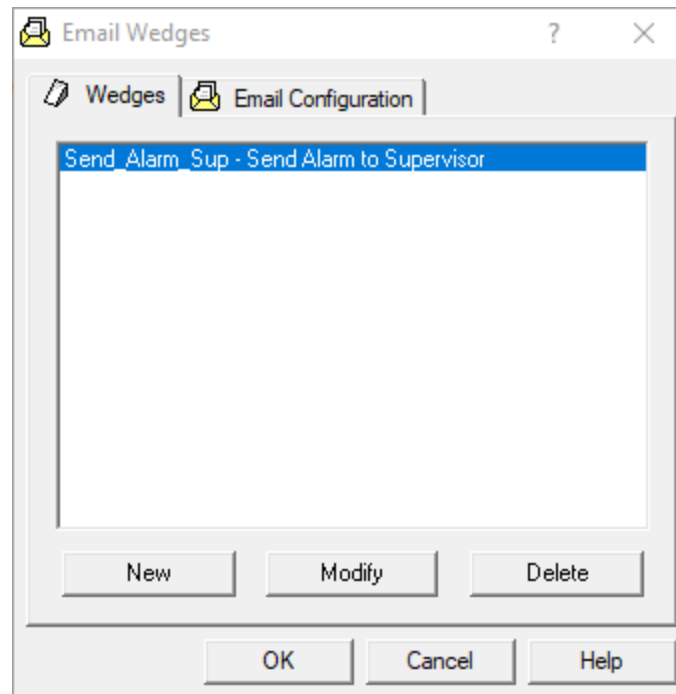 Email Wedges
Wedges Email Configuration
Send_Alarm_Sup - Send Alarm to Supervisor
New Modify Delete
OK Cancel Help